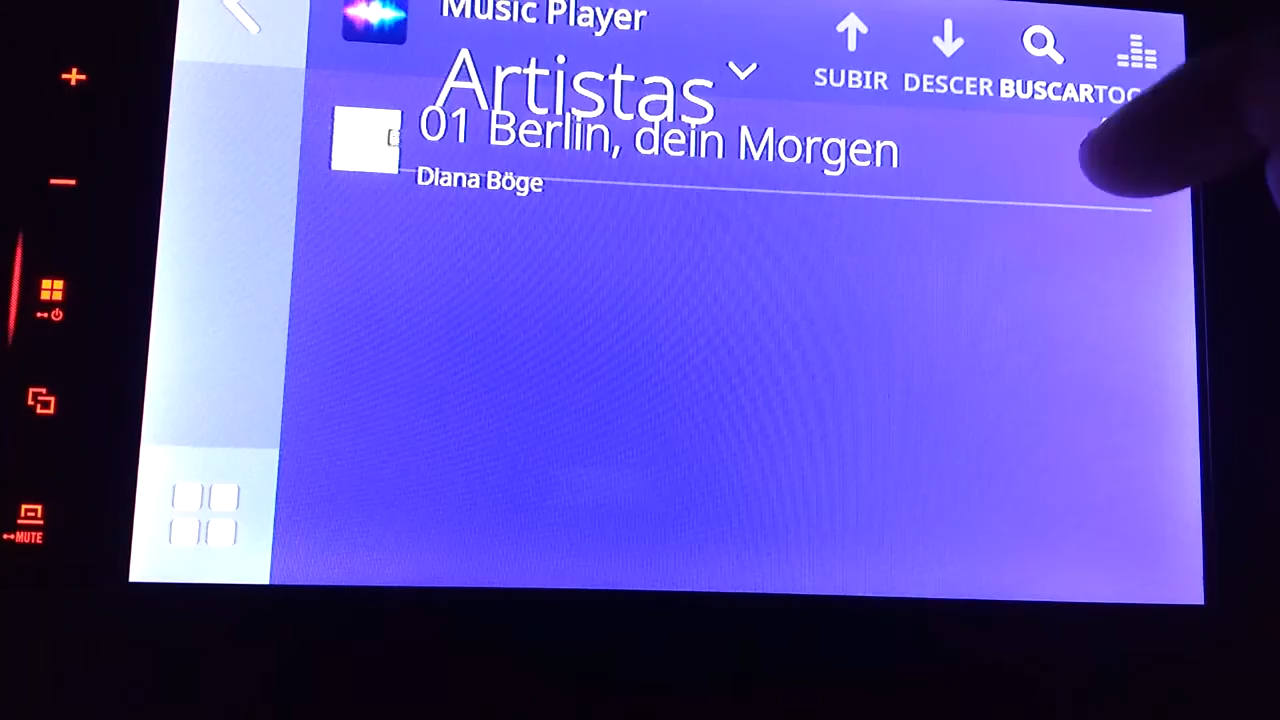 Music Player
Artistas
SUBIR DESCER BUSCAR
01 Berlin, dein Morgen
Diana Böge
MUTE